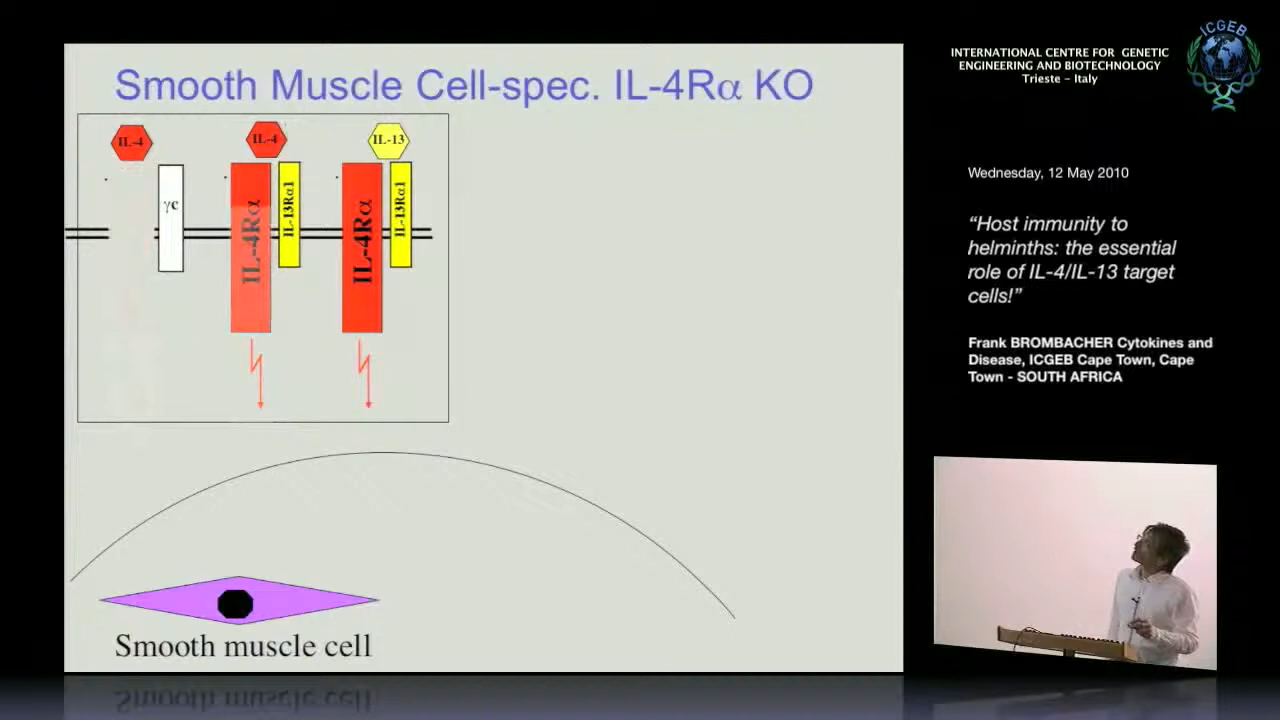 Smooth Muscle Cell-spec. IL-4Rα KO
IL-4
IL-4
IL-13
γc
IL-4Rα
IL-13Rα1
IL-4Rα
IL-13Rα1
Smooth muscle cell
INTERNATIONAL CENTRE FOR GENETIC
ENGINEERING AND BIOTECHNOLOGY
Trieste - Italy
ICGEB
Wednesday, 12 May 2010
“Host immunity to
helminths: the essential
role of IL-4/IL-13 target
cells!”
Frank BROMBACHER Cytokines and
Disease, ICGEB Cape Town, Cape
Town - SOUTH AFRICA